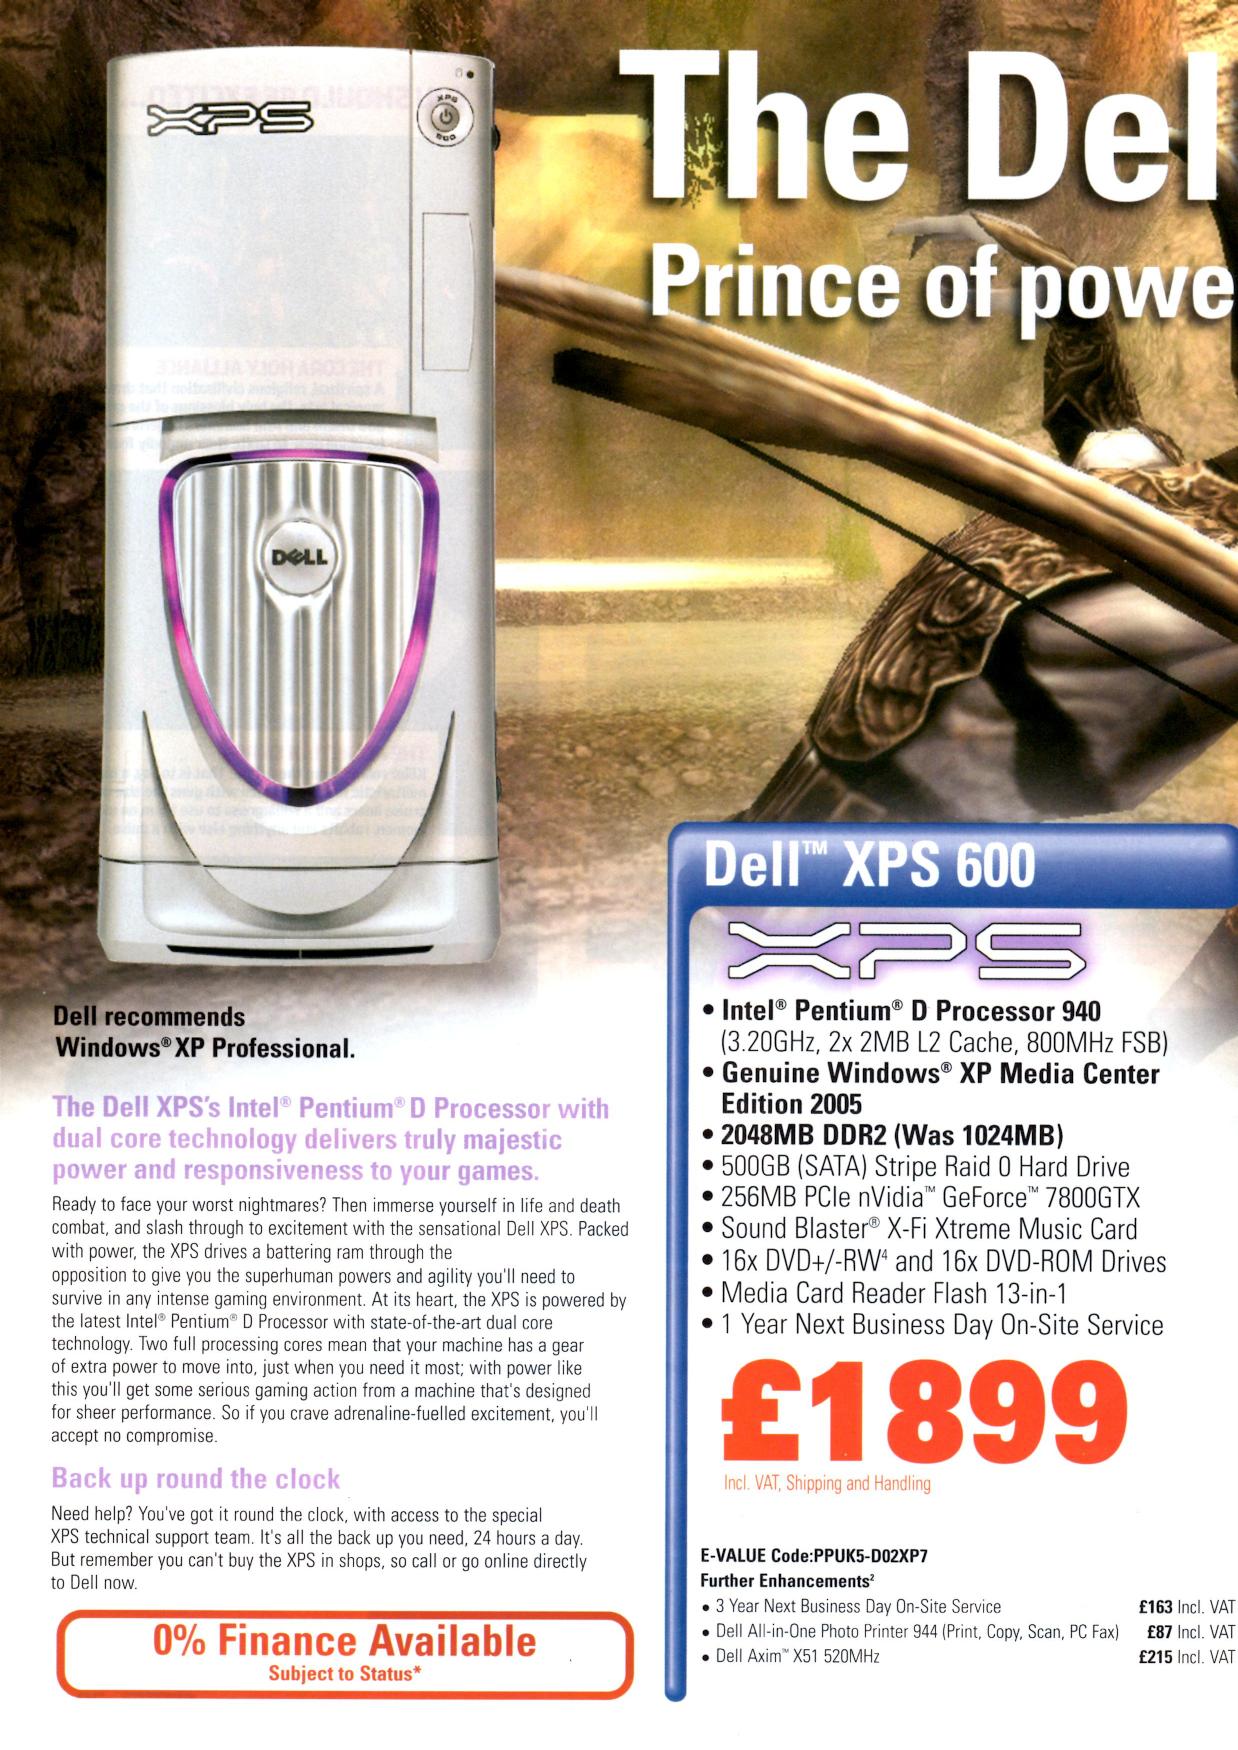 XPS
XPS
600
DELL
The Del
Prince of powe
Dell recommends
Windows® XP Professional.
The Dell XPS's Intel® Pentium® D Processor with
dual core technology delivers truly majestic
power and responsiveness to your games.
Ready to face your worst nightmares? Then immerse yourself in life and death
combat, and slash through to excitement with the sensational Dell XPS. Packed
with power, the XPS drives a battering ram through the
opposition to give you the superhuman powers and agility you'll need to
survive in any intense gaming environment. At its heart, the XPS is powered by
the latest Intel® Pentium® D Processor with state-of-the-art dual core
technology. Two full processing cores mean that your machine has a gear
of extra power to move into, just when you need it most; with power like
this you'll get some serious gaming action from a machine that's designed
for sheer performance. So if you crave adrenaline-fuelled excitement, you'll
accept no compromise.
Back up round the clock
Need help? You've got it round the clock, with access to the special
XPS technical support team. It's all the back up you need, 24 hours a day.
But remember you can't buy the XPS in shops, so call or go online directly
to Dell now.
0% Finance Available
Subject to Status*
Dell™ XPS 600
XPS
• Intel® Pentium® D Processor 940
(3.20GHz, 2x 2MB L2 Cache, 800MHz FSB)
• Genuine Windows® XP Media Center
Edition 2005
• 2048MB DDR2 (Was 1024MB)
• 500GB (SATA) Stripe Raid 0 Hard Drive
• 256MB PCIe nVidia™ GeForce™ 7800GTX
• Sound Blaster® X-Fi Xtreme Music Card
• 16x DVD+/-RW⁴ and 16x DVD-ROM Drives
• Media Card Reader Flash 13-in-1
• 1 Year Next Business Day On-Site Service
£1899
Incl. VAT, Shipping and Handling
E-VALUE Code:PPUK5-D02XP7
Further Enhancements²
• 3 Year Next Business Day On-Site Service £163 Incl. VAT
• Dell All-in-One Photo Printer 944 (Print, Copy, Scan, PC Fax) £87 Incl. VAT
• Dell Axim™ X51 520MHz £215 Incl. VAT